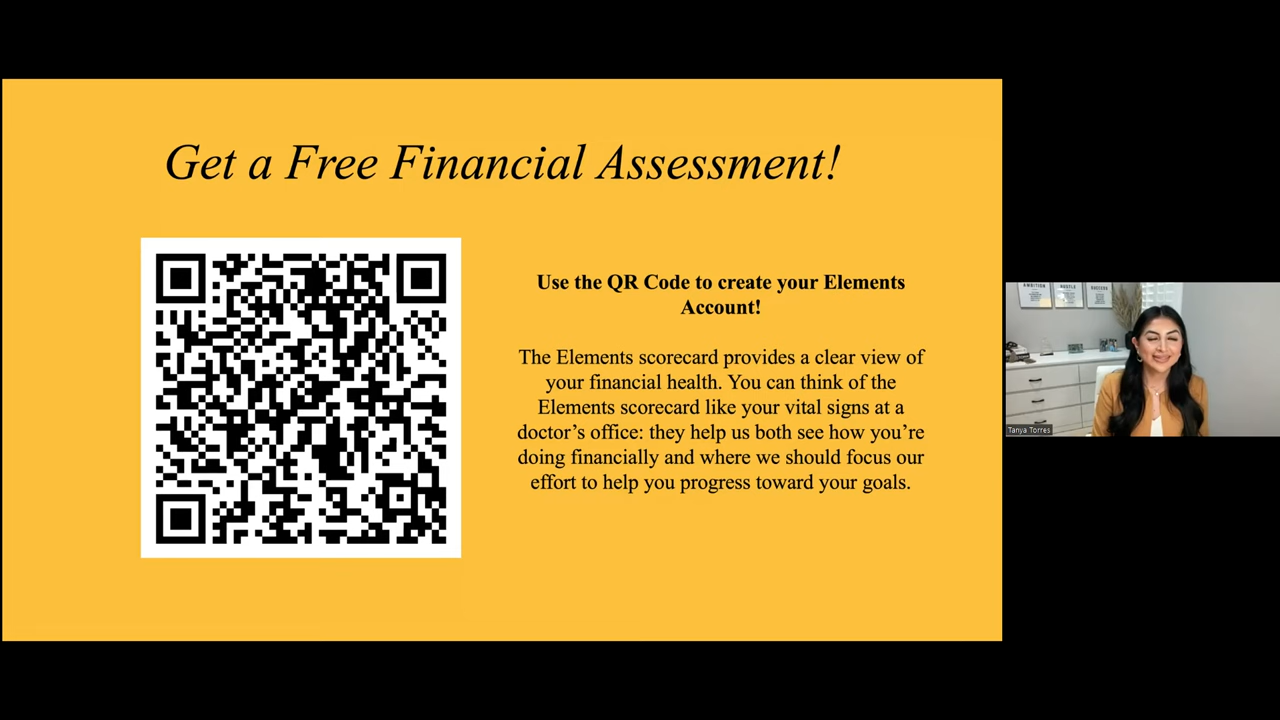 Get a Free Financial Assessment!
Use the QR Code to create your Elements
Account!
The Elements scorecard provides a clear view of
your financial health. You can think of the
Elements scorecard like your vital signs at a
doctor’s office: they help us both see how you’re
doing financially and where we should focus our
effort to help you progress toward your goals.
AMBITION
HUSTLE
SUCCESS
Tanya Torres